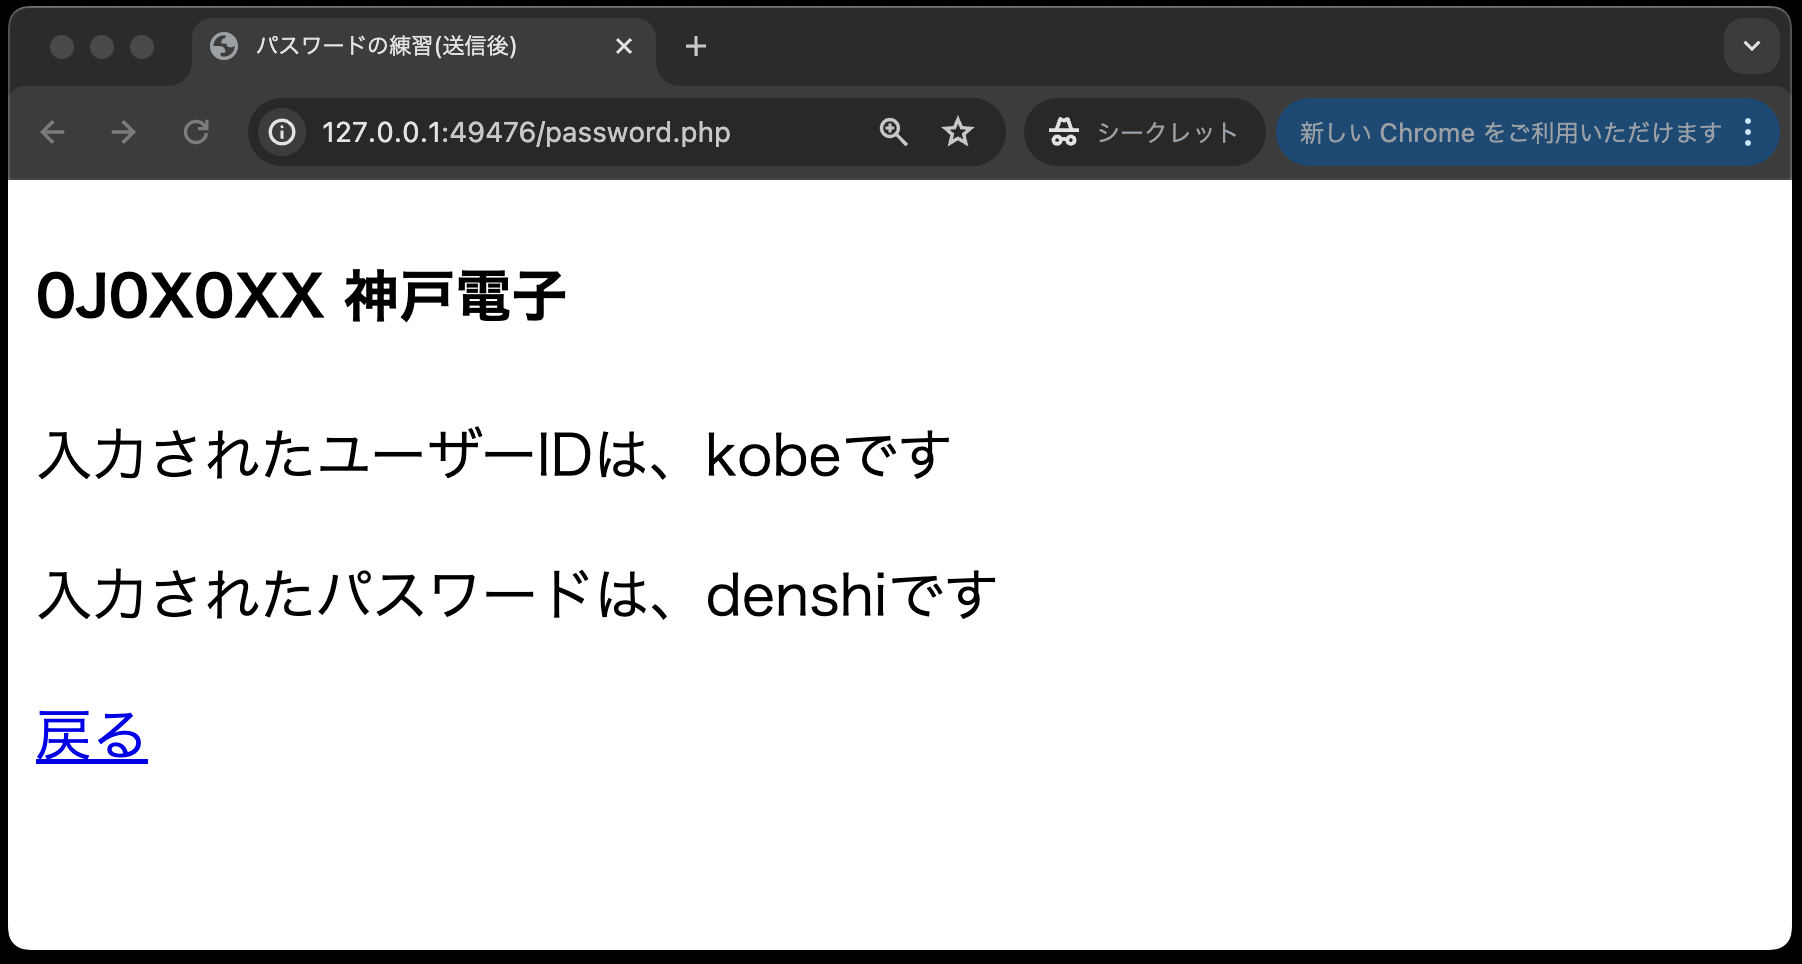 パスワードの練習(送信後)
127.0.0.1:49476/password.php
シークレット
新しい Chrome をご利用いただけます
0J0X0XX 神戸電子
入力されたユーザーIDは、kobeです
入力されたパスワードは、denshiです
戻る